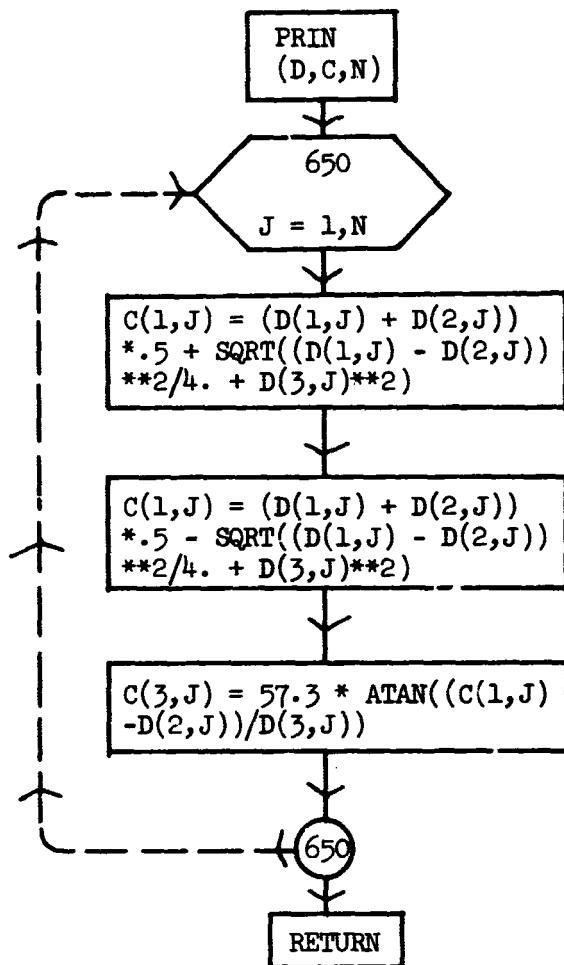 PRIN
(D,C,N)
650
J = 1,N
C(1,J) = (D(1,J) + D(2,J))
*.5 + SQRT((D(1,J) - D(2,J))
**2/4. + D(3,J)**2)
C(1,J) = (D(1,J) + D(2,J))
*.5 - SQRT((D(1,J) - D(2,J))
**2/4. + D(3,J)**2)
C(3,J) = 57.3 * ATAN((C(1,J)
-D(2,J))/D(3,J))
650
RETURN